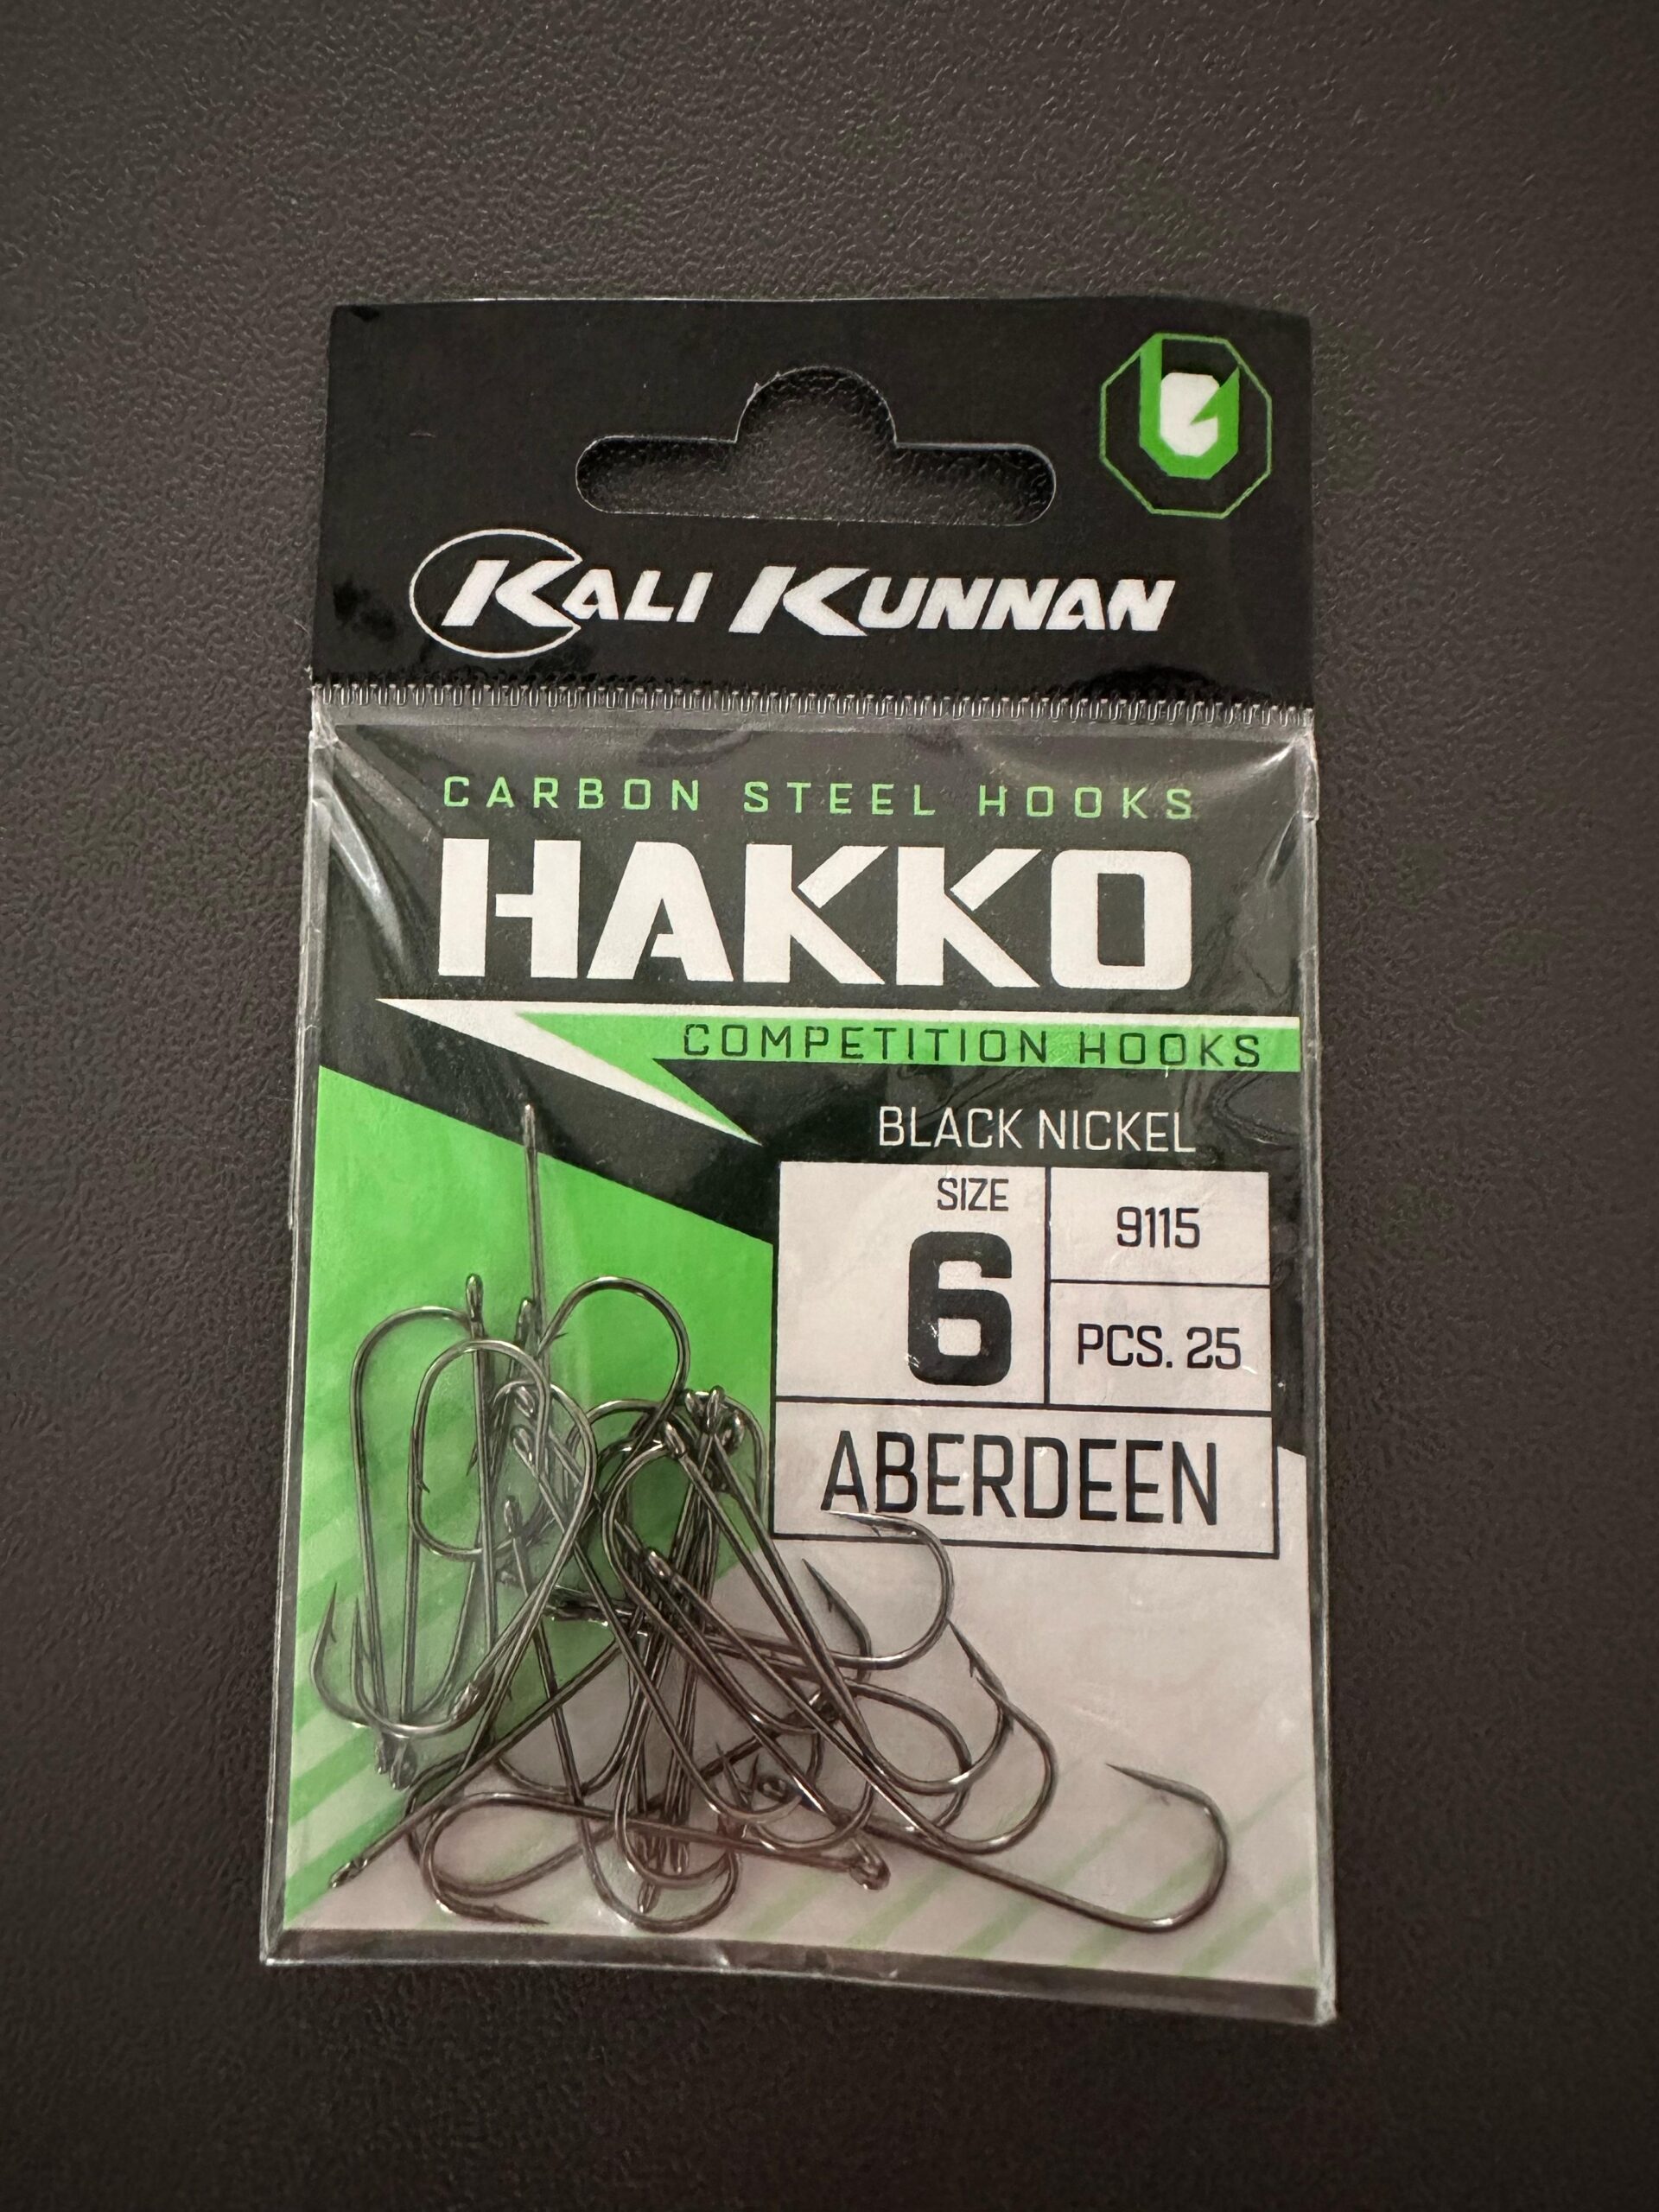 KALI KUNNAN
CARBON STEEL HOOKS
HAKKO
COMPETITION HOOKS
BLACK NICKEL
SIZE
6
9115
PCS. 25
ABERDEEN